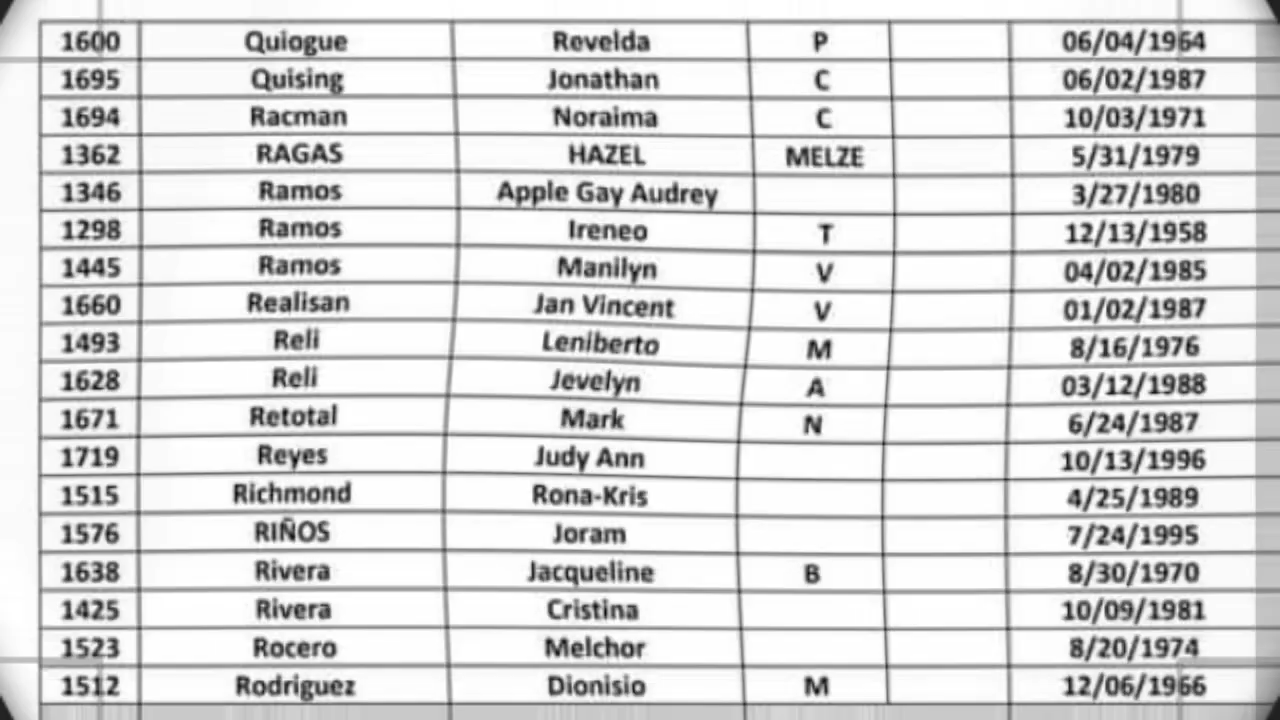 1600 Quiogue Revelda P 06/04/1964
1695 Quising Jonathan C 06/02/1987
1694 Racman Noraima C 10/03/1971
1362 RAGAS HAZEL MELZE 5/31/1979
1346 Ramos Apple Gay Audrey 3/27/1980
1298 Ramos Ireneo T 12/13/1958
1445 Ramos Manilyn V 04/02/1985
1660 Realisan Jan Vincent V 01/02/1987
1493 Reli Leniberto M 8/16/1976
1628 Reli Jevelyn A 03/12/1988
1671 Retotal Mark N 6/24/1987
1719 Reyes Judy Ann 10/13/1996
1515 Richmond Rona-Kris 4/25/1989
1576 RIÑOS Joram 7/24/1995
1638 Rivera Jacqueline B 8/30/1970
1425 Rivera Cristina 10/09/1981
1523 Rocero Melchor 8/20/1974
1512 Rodriguez Dionisio M 12/06/1966